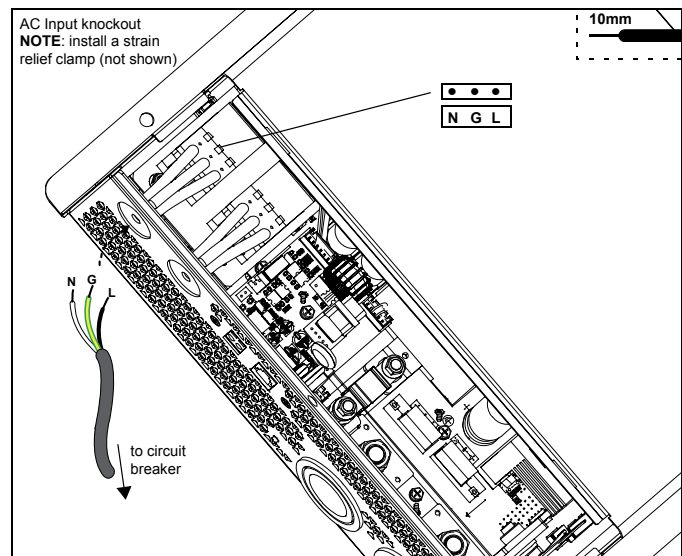 AC Input knockout
NOTE: install a strain
relief clamp (not shown)
10mm
N G L
N G L
to circuit
breaker